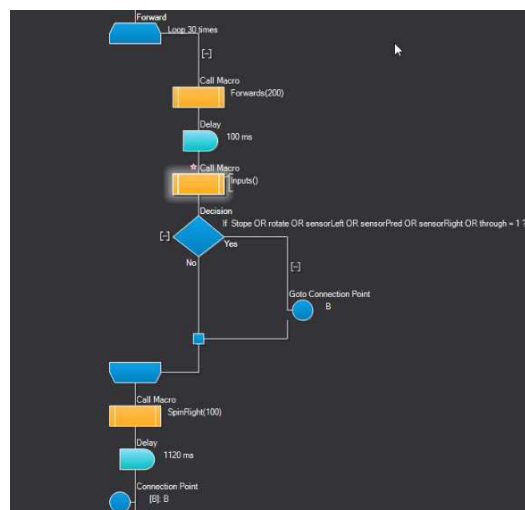 Forward
Loop 30 times
[-]
Call Macro
Forwards(200)
Delay
100 ms
Call Macro
Inputs()
Decision
If Stope OR rotate OR sensorLeft OR sensorPred OR sensorRight OR through = 1 ?
[-]
Yes
[-]
No
Goto Connection Point
B
Call Macro
SpinRight(100)
Delay
1120 ms
Connection Point
[B]: B